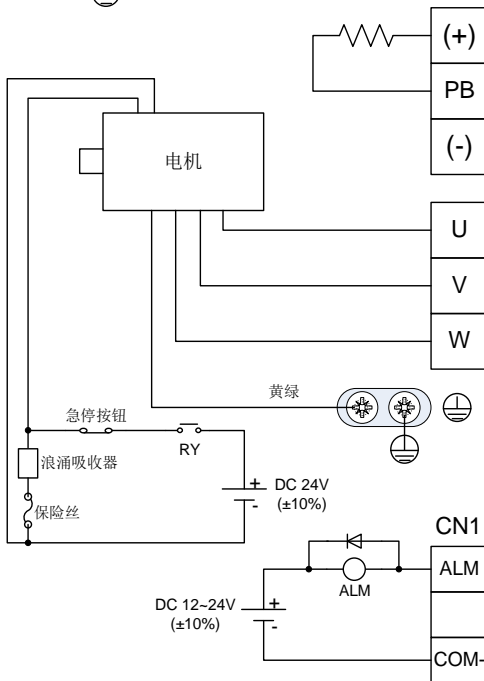 (+)
PB
(-)
电机
U
V
W
黄绿
急停按钮
RY
浪涌吸收器
保险丝
+
-
DC 24V
(±10%)
CN1
ALM
ALM
DC 12~24V
(±10%)
+
-
COM-